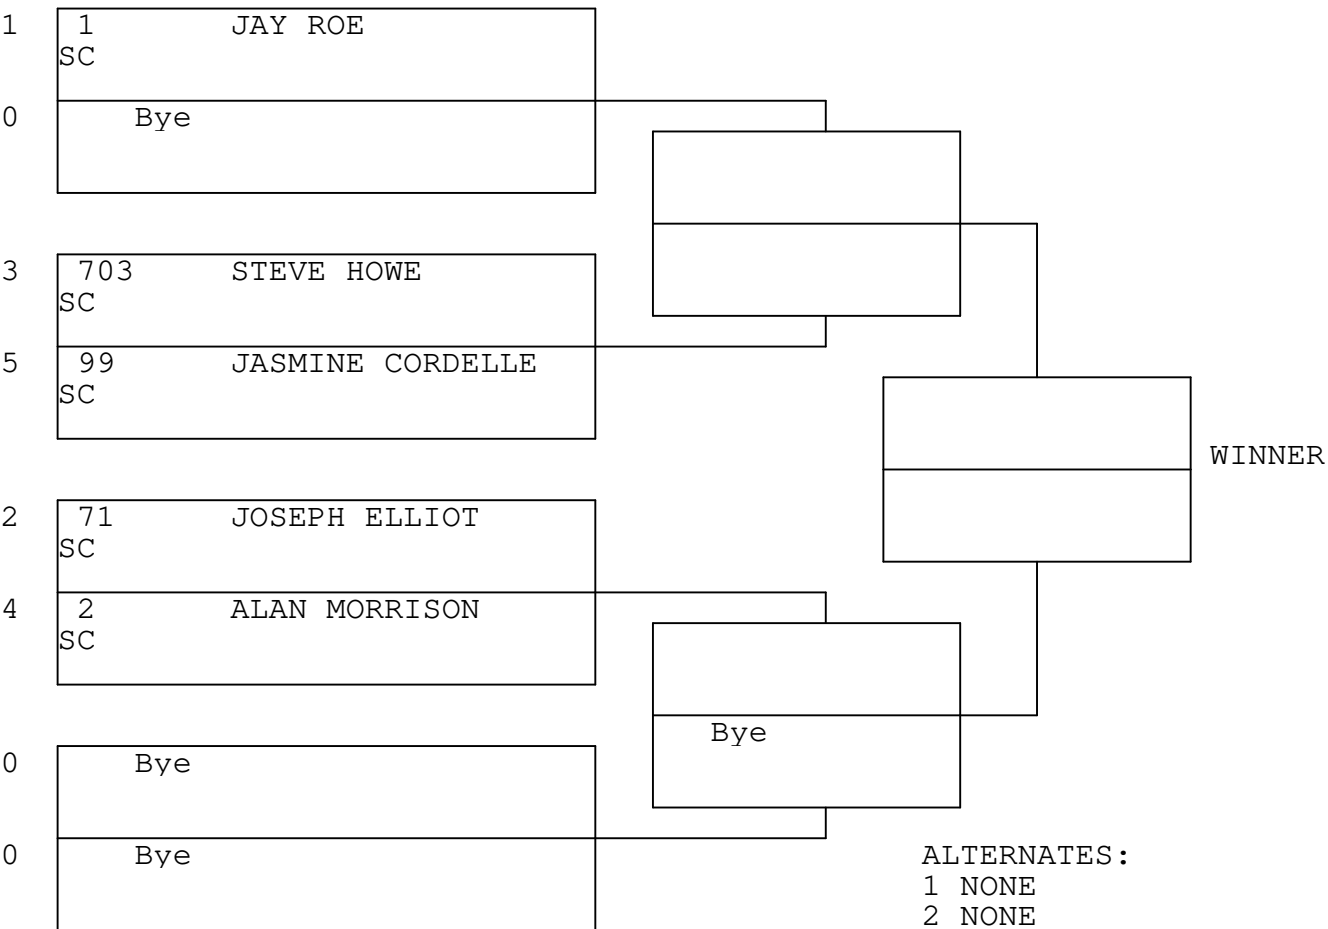 1 1 JAY ROE
SC
0 Bye
3 703 STEVE HOWE
SC
5 99 JASMINE CORDELLE
SC
WINNER
2 71 JOSEPH ELLIOT
SC
4 2 ALAN MORRISON
SC
Bye
0 Bye
0 Bye
ALTERNATES:
1 NONE
2 NONE